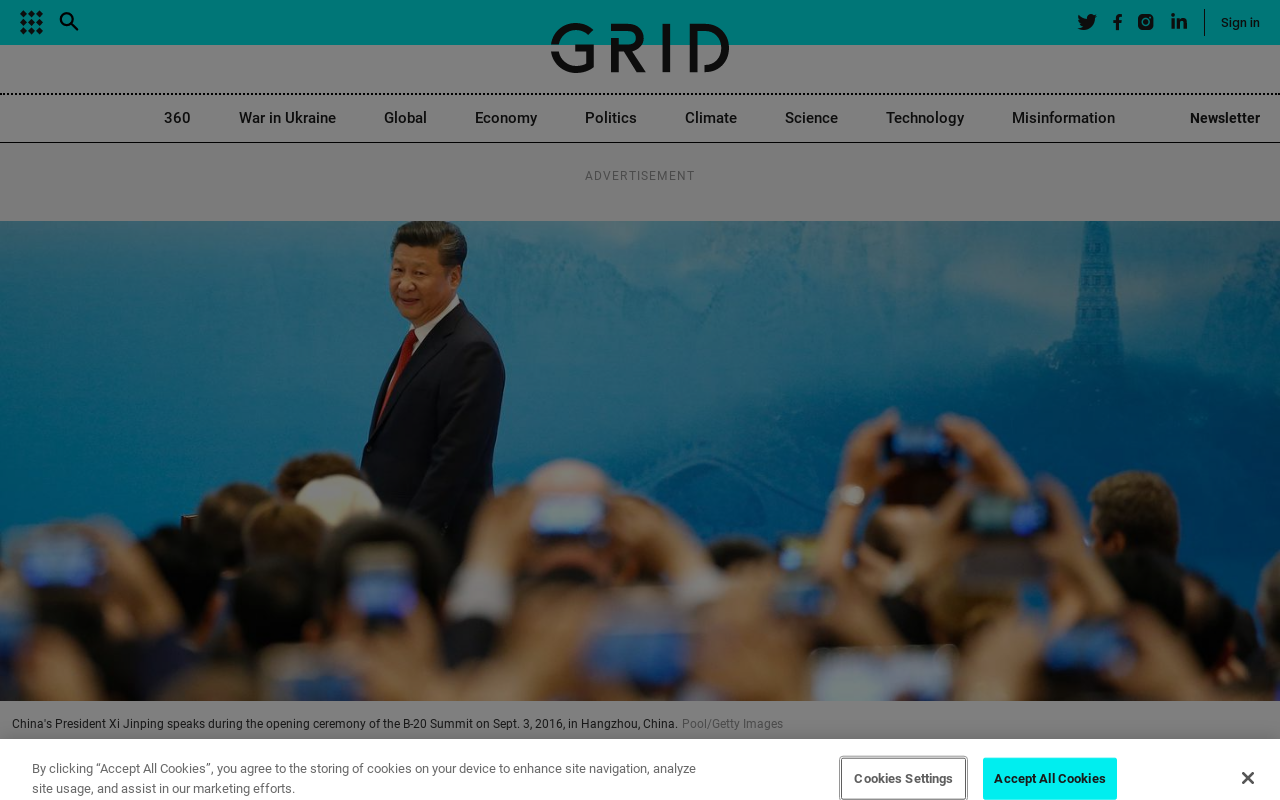 GRID
Sign in
360 War in Ukraine Global Economy Politics Climate Science Technology Misinformation Newsletter
ADVERTISEMENT
China's President Xi Jinping speaks during the opening ceremony of the B-20 Summit on Sept. 3, 2016, in Hangzhou, China. Pool/Getty Images
By clicking “Accept All Cookies”, you agree to the storing of cookies on your device to enhance site navigation, analyze
site usage, and assist in our marketing efforts.
Cookies Settings
Accept All Cookies